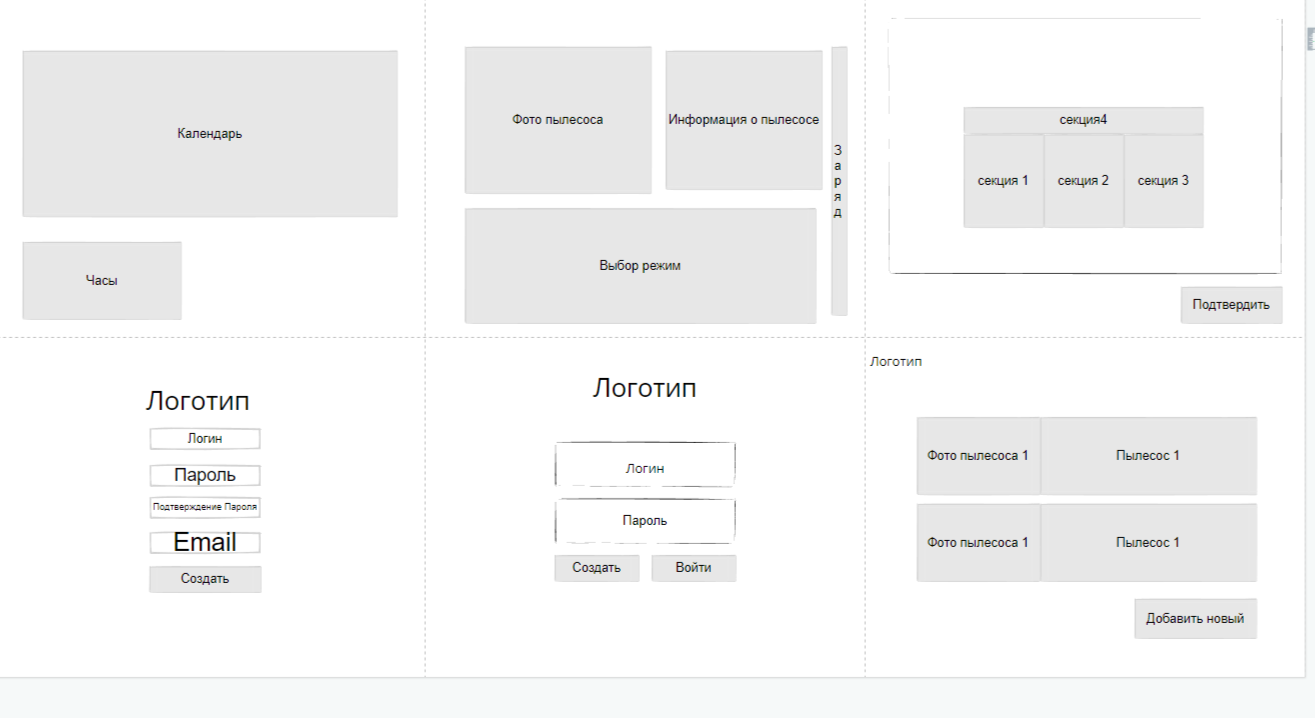 Календарь
Часы
Фото пылесоса
Информация о пылесосе
Заряд
Выбор режим
секция4
секция 1
секция 2
секция 3
Подтвердить
Логотип
Логин
Пароль
Подтверждение Пароля
Email
Создать
Логотип
Логин
Пароль
Создать
Войти
Логотип
Фото пылесоса 1
Пылесос 1
Фото пылесоса 1
Пылесос 1
Добавить новый